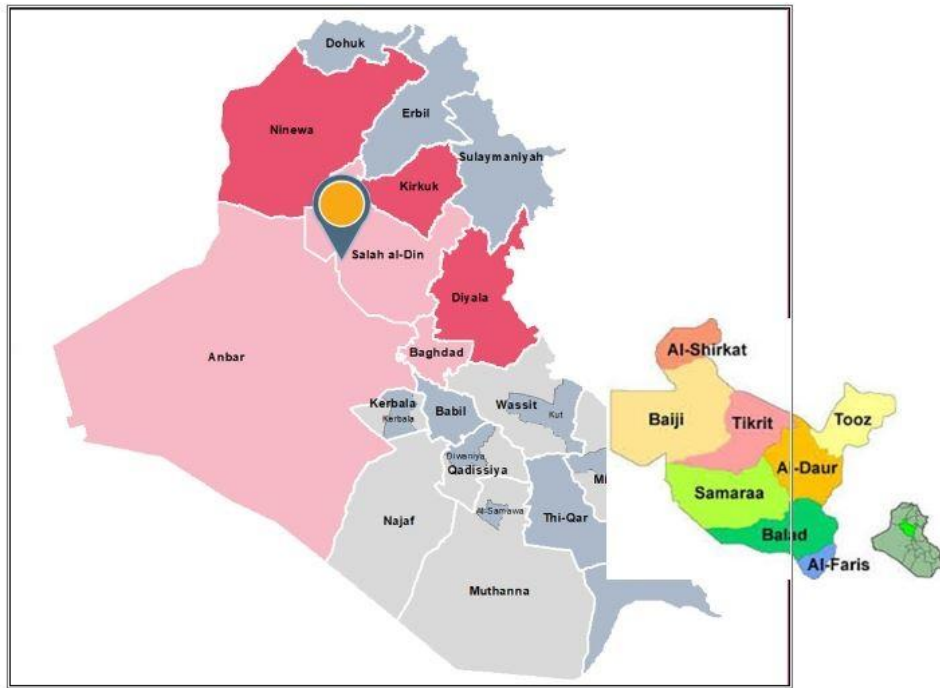 Dohuk
Ninewa
Erbil
Sulaymaniyah
Kirkuk
Salah al-Din
Diyala
Anbar
Baghdad
Kerbala
Kerbala
Babil
Wassit
Kut
Diwaniya
Qadissiya
Mi
Najaf
Al-Samawa
Thi-Qar
Muthanna
Al-Shirkat
Baiji
Tikrit
Tooz
Al-Daur
Samaraa
Balad
Al-Faris